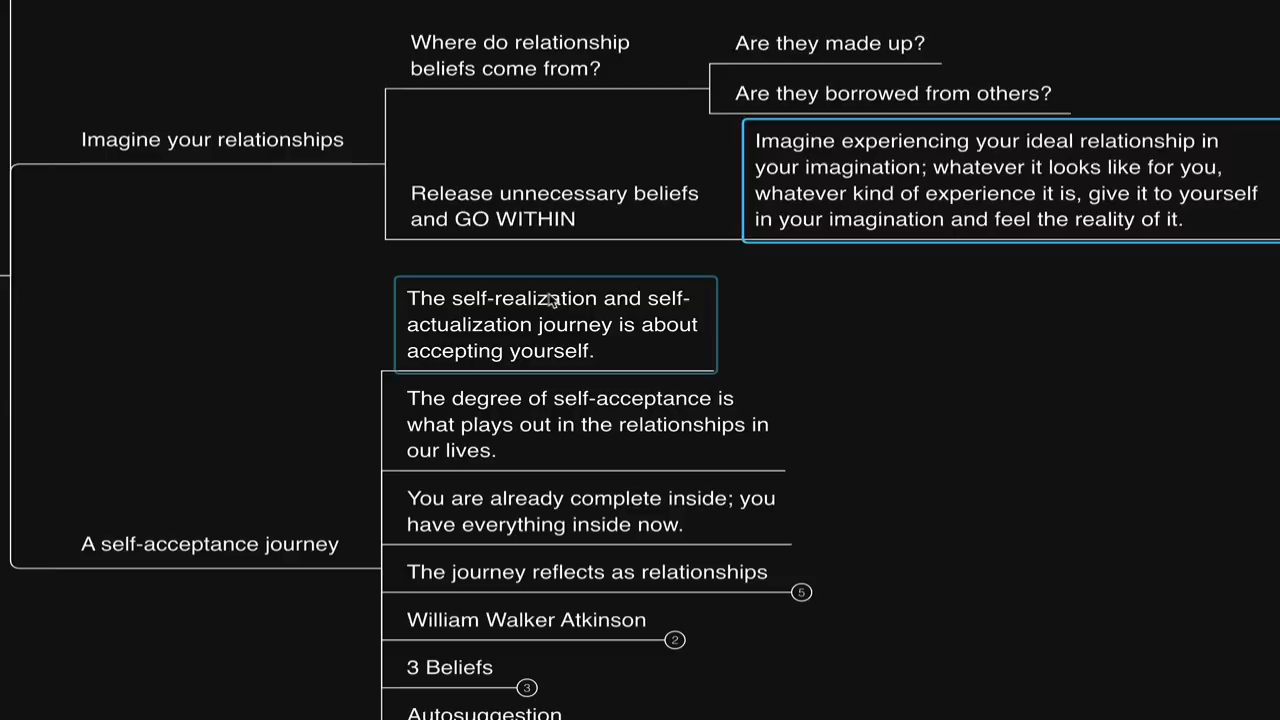 Where do relationship
beliefs come from?
Are they made up?
Are they borrowed from others?
Imagine your relationships
Release unnecessary beliefs
and GO WITHIN
Imagine experiencing your ideal relationship in
your imagination; whatever it looks like for you,
whatever kind of experience it is, give it to yourself
in your imagination and feel the reality of it.
The self-realization and self-
actualization journey is about
accepting yourself.
The degree of self-acceptance is
what plays out in the relationships in
our lives.
You are already complete inside; you
have everything inside now.
A self-acceptance journey
The journey reflects as relationships
5
William Walker Atkinson
2
3 Beliefs
3
Autosuggestion